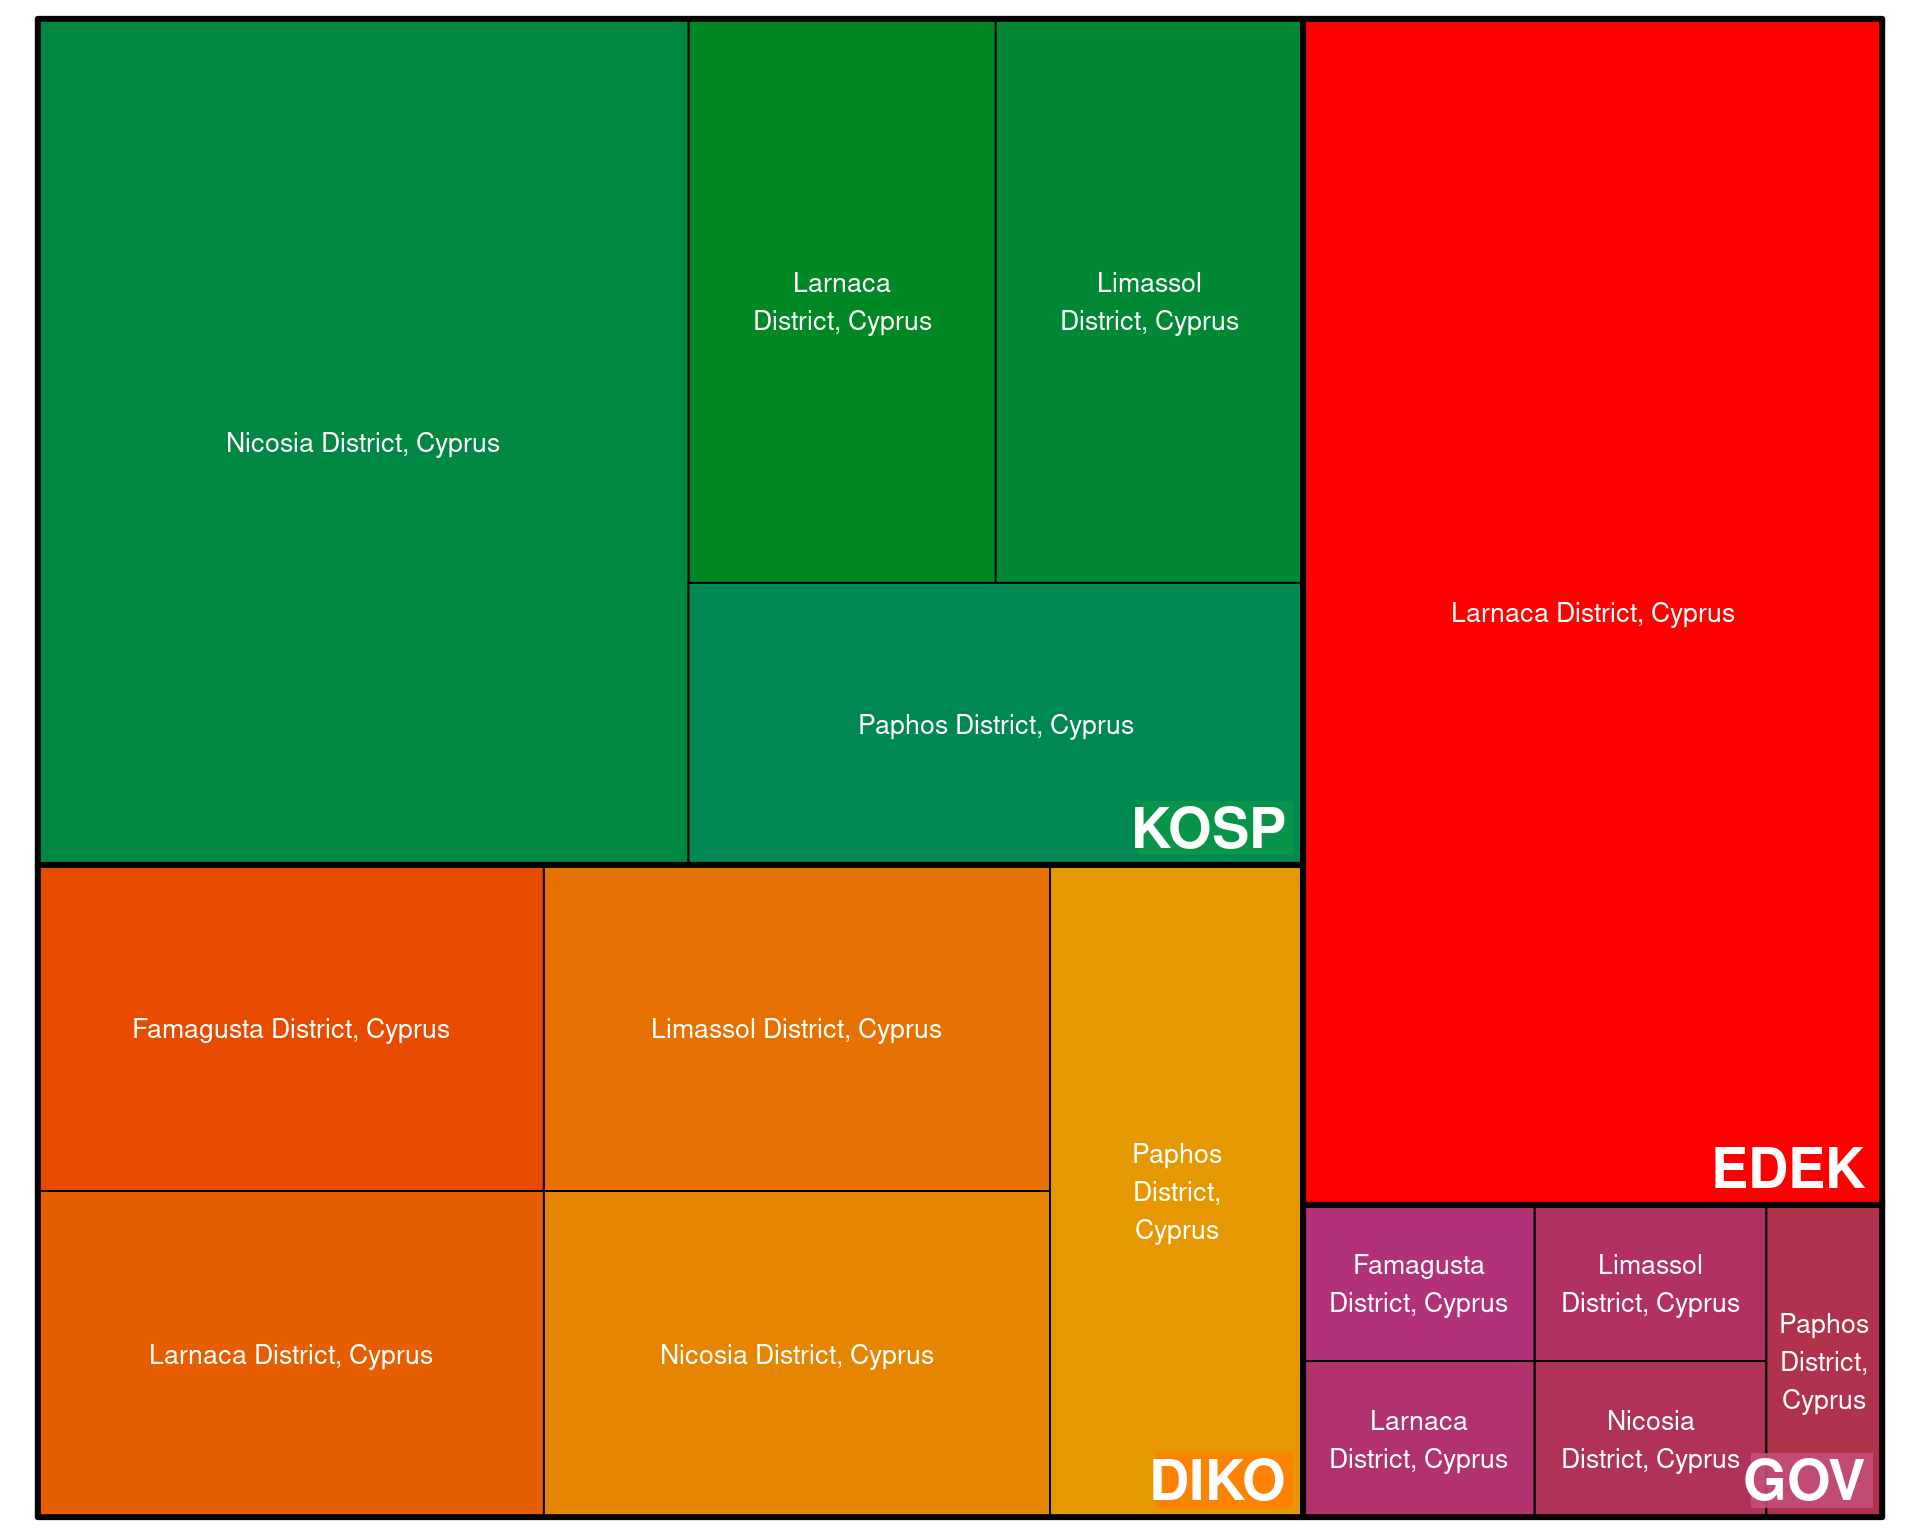 Nicosia District, Cyprus
Larnaca
District, Cyprus
Limassol
District, Cyprus
Paphos District, Cyprus
KOSP
Larnaca District, Cyprus
EDEK
Famagusta District, Cyprus
Limassol District, Cyprus
Larnaca District, Cyprus
Nicosia District, Cyprus
Paphos
District,
Cyprus
DIKO
Famagusta
District, Cyprus
Limassol
District, Cyprus
Larnaca
District, Cyprus
Nicosia
District, Cyprus
Paphos
District,
Cyprus
GOV